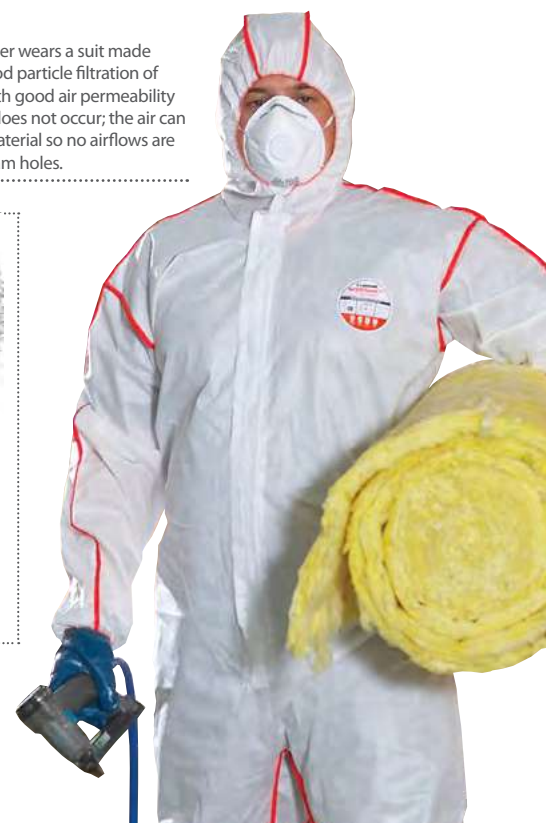 er wears a suit made
od particle filtration of
th good air permeability
does not occur; the air can
aterial so no airflows are
m holes.